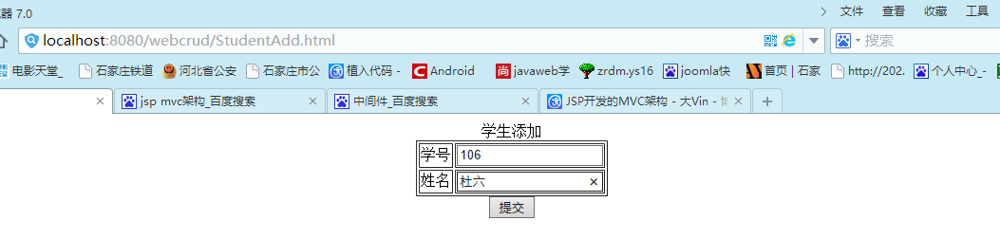 器 7.0 文件 查看 收藏 工具
localhost:8080/webcrud/StudentAdd.html 搜索
电影天堂_ 石家庄铁道 河北省公安 石家庄市公 植入代码 - Android 尚 javaweb学 zrdm.ys16 joomla快 首页 | 石家 http://202. 个人中心_-
jsp mvc架构_百度搜索 中间件_百度搜索 JSP开发的MVC架构 - 大Vin -
学生添加
学号 106
姓名 杜六
提交